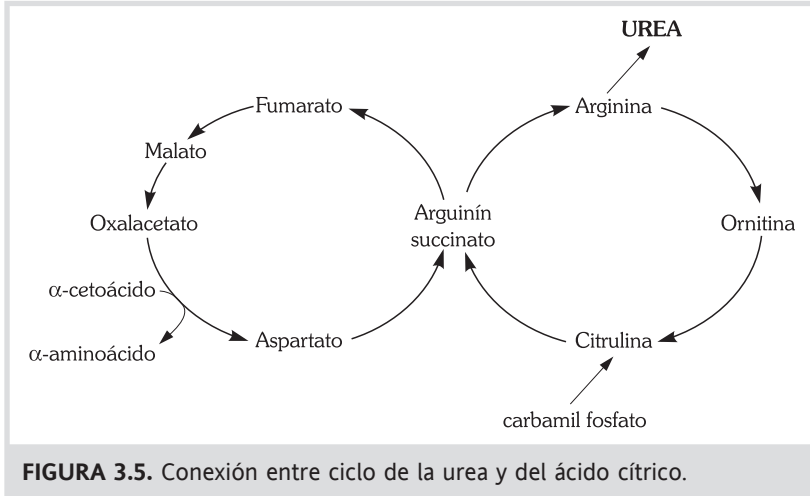 UREA
Fumarato
Arginina
Malato
Oxalacetato
Arguinín
succinato
Ornitina
α-cetoácido
Aspartato
Citrulina
α-aminoácido
carbamil fosfato
FIGURA 3.5. Conexión entre ciclo de la urea y del ácido cítrico.